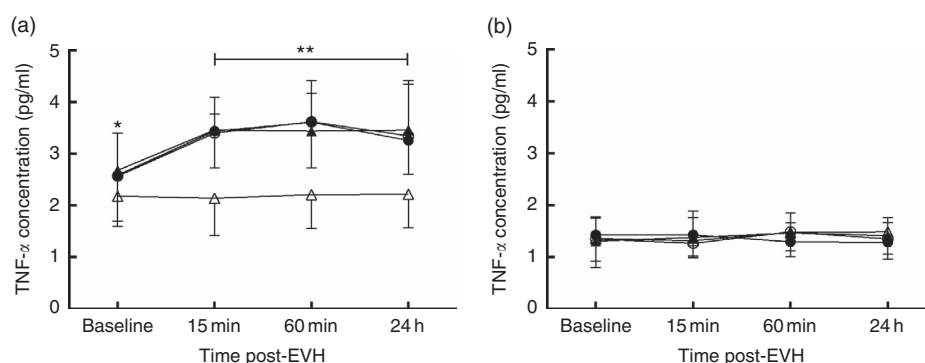 (a)
TNF-α concentration (pg/ml)
5
4
3
2
1
0
*
**
Baseline
15 min
60 min
24 h
Time post-EVH
(b)
TNF-α concentration (pg/ml)
5
4
3
2
1
0
Baseline
15 min
60 min
24 h
Time post-EVH